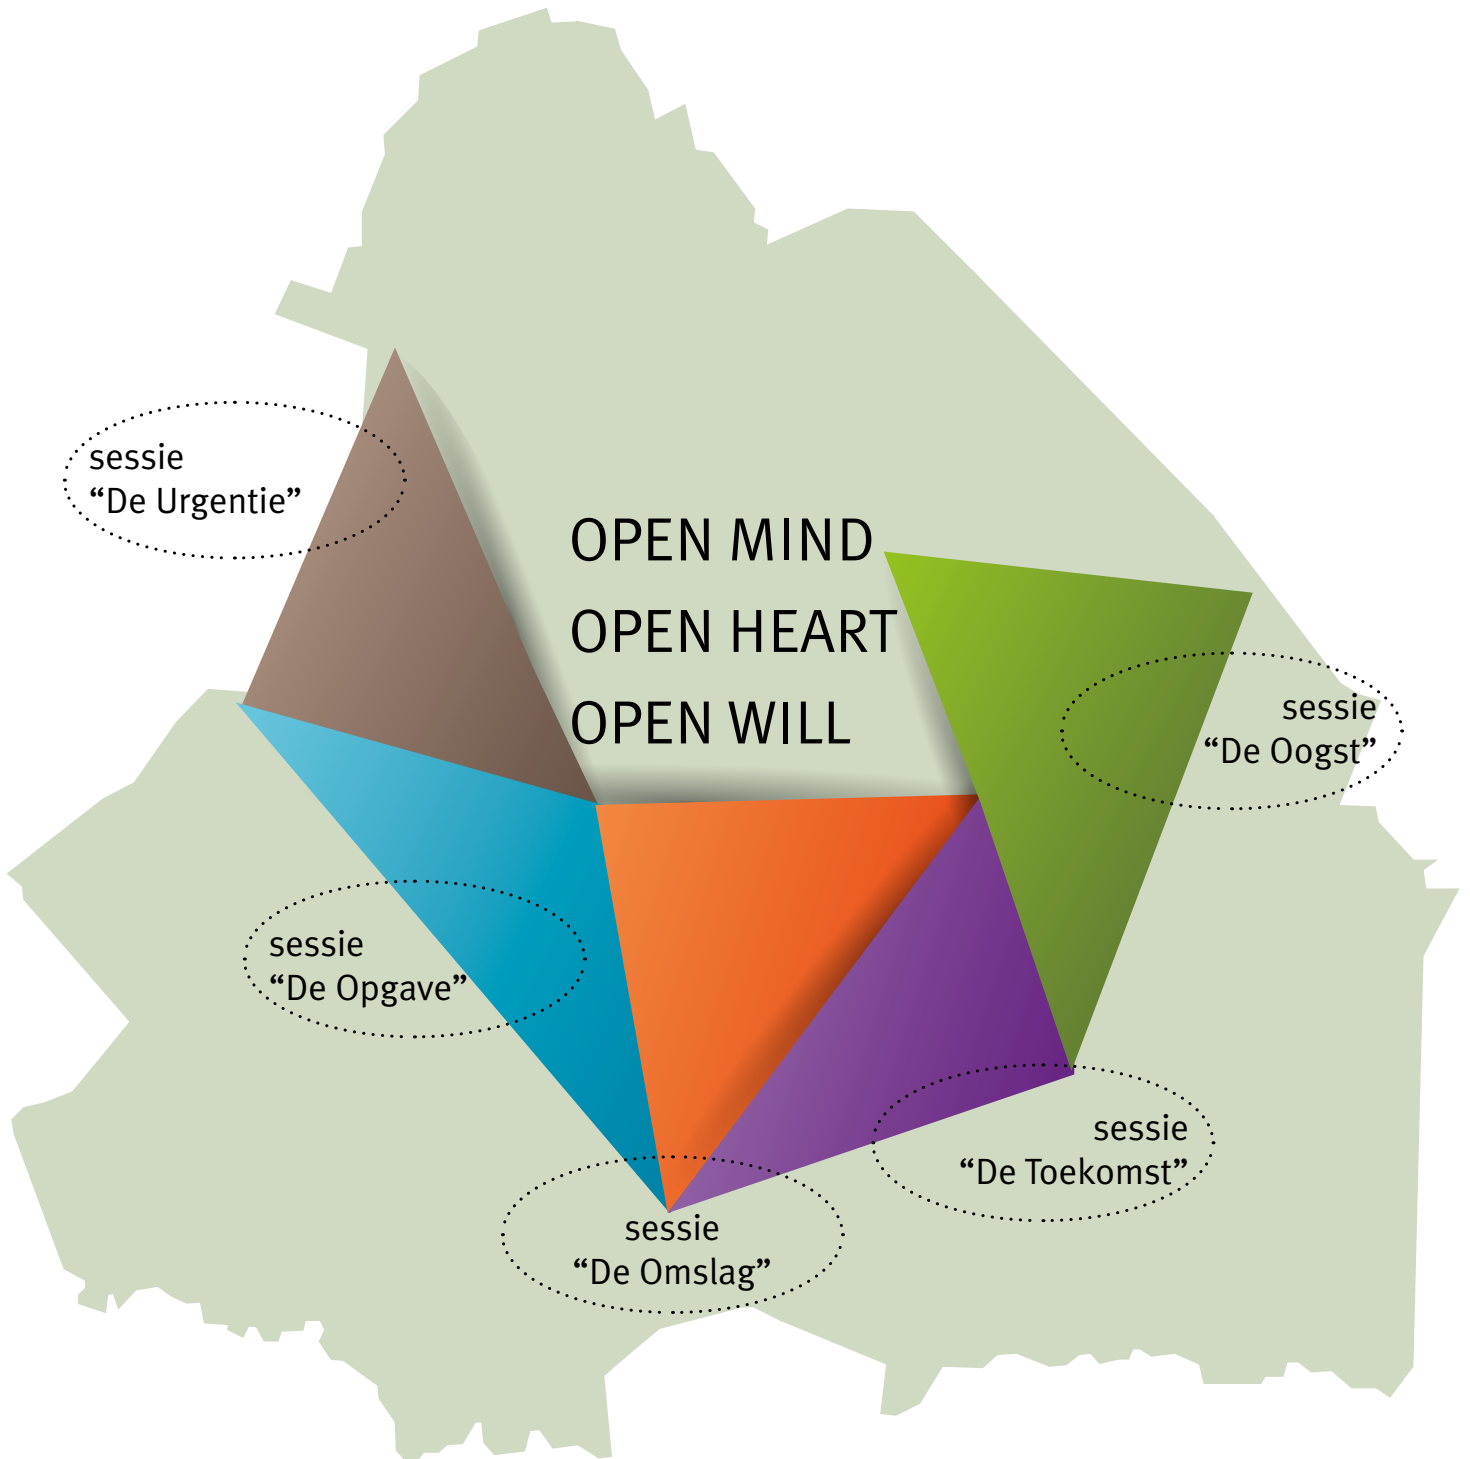 sessie
“De Urgentie”
OPEN MIND
OPEN HEART
OPEN WILL
sessie
“De Oogst”
sessie
“De Opgave”
sessie
“De Toekomst”
sessie
“De Omslag”